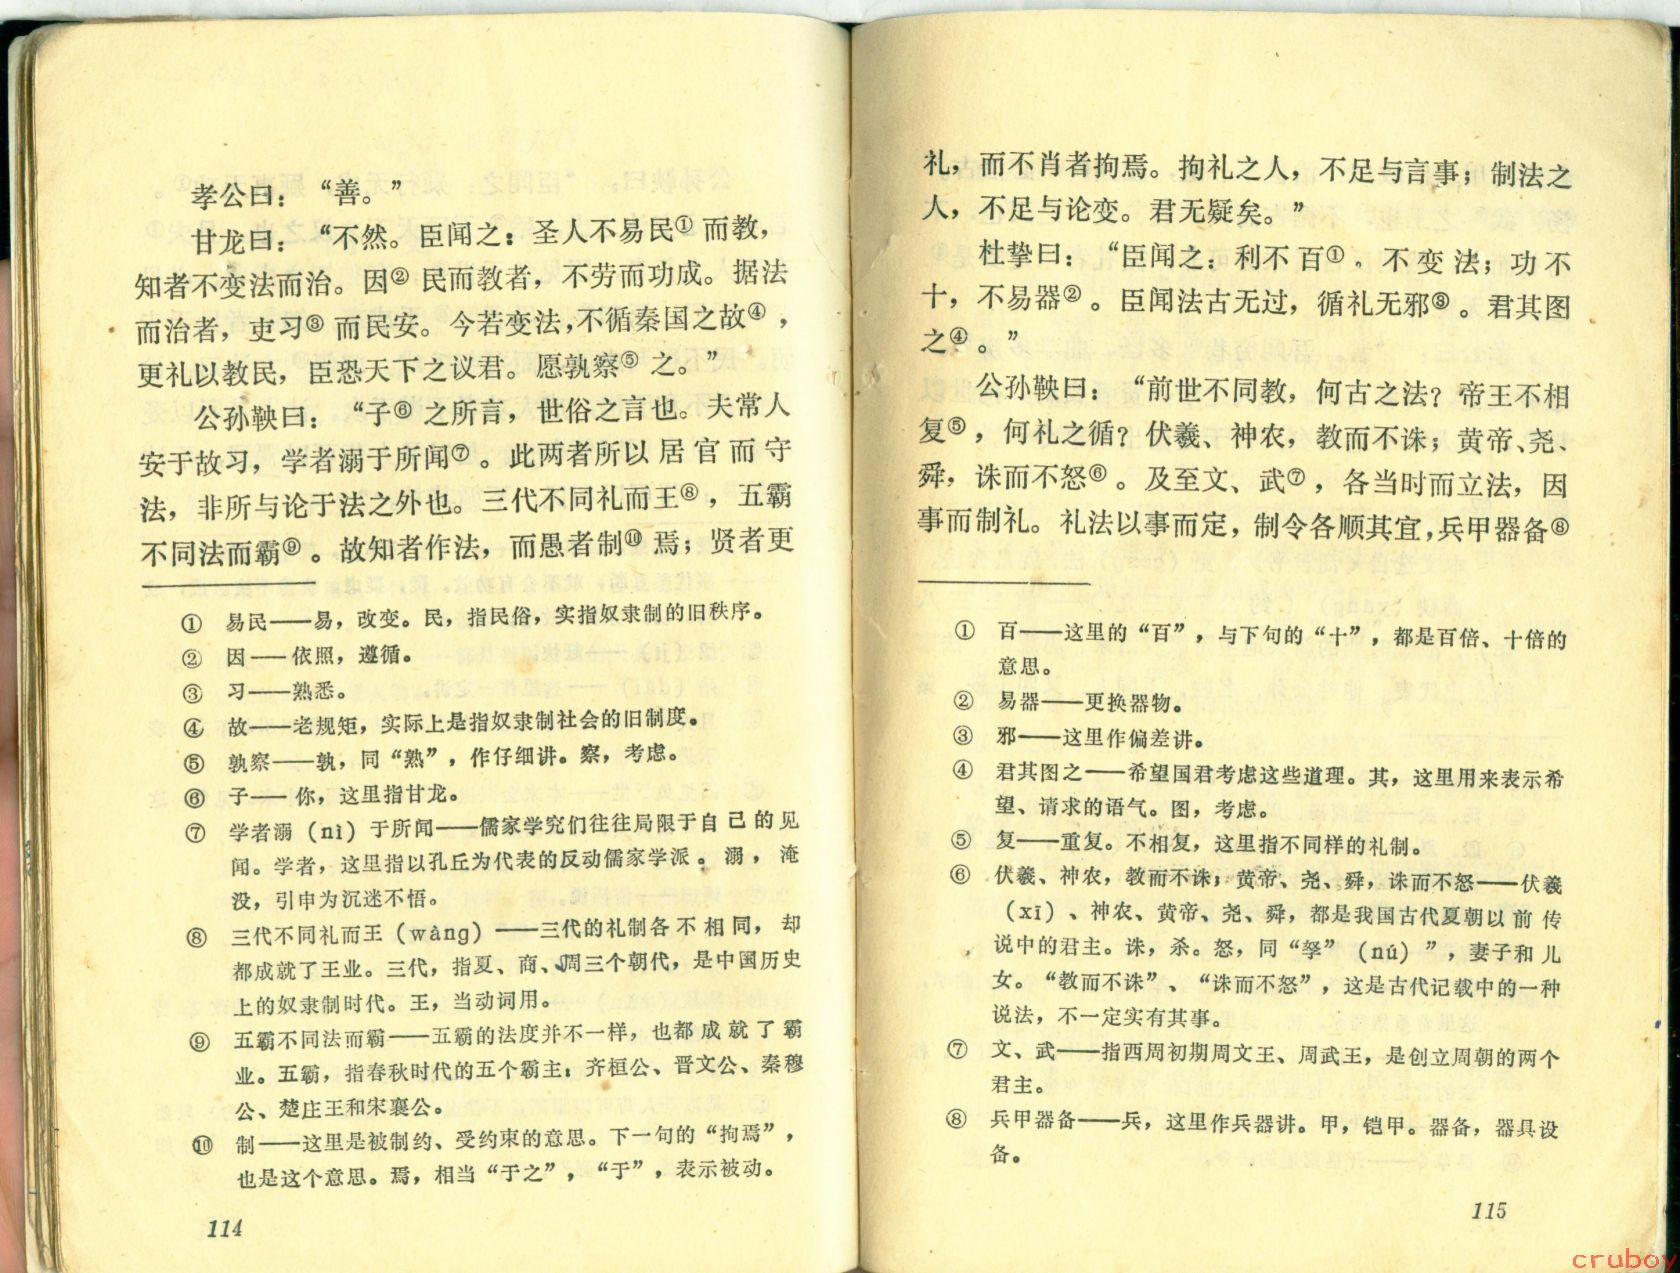 孝公曰：“善。”
甘龙曰：“不然。臣闻之：圣人不易民①而教，
知者不变法而治。因②民而教者，不劳而功成。据法
而治者，吏习③而民安。今若变法，不循秦国之故④，
更礼以教民，臣恐天下之议君。愿孰察⑤之。”
公孙鞅曰：“子⑥之所言，世俗之言也。夫常人
安于故习，学者溺于所闻⑦。此两者所以居官而守
法，非所与论于法之外也。三代不同礼而王⑧，五霸
不同法而霸⑨。故知者作法，而愚者制⑩焉；贤者更
① 易民——易，改变。民，指民俗，实指奴隶制的旧秩序。
② 因——依照，遵循。
③ 习——熟悉。
④ 故——老规矩，实际上是指奴隶制社会的旧制度。
⑤ 孰察——孰，同“熟”，作仔细讲。察，考虑。
⑥ 子——你，这里指甘龙。
⑦ 学者溺（nì）于所闻——儒家学究们往往局限于自己的见
闻。学者，这里指以孔丘为代表的反动儒家学派。溺，淹
没，引申为沉迷不悟。
⑧ 三代不同礼而王（wàng）——三代的礼制各不相同，却
都成就了王业。三代，指夏、商、周三个朝代，是中国历史
上的奴隶制时代。王，当动词用。
⑨ 五霸不同法而霸——五霸的法度并不一样，也都成就了霸
业。五霸，指春秋时代的五个霸主：齐桓公、晋文公、秦穆
公、楚庄王和宋襄公。
⑩ 制——这里是被制约、受约束的意思。下一句的“拘焉”，
也是这个意思。焉，相当“于之”，“于”，表示被动。
114
礼，而不肖者拘焉。拘礼之人，不足与言事；制法之
人，不足与论变。君无疑矣。”
杜挚曰：“臣闻之：利不百①。不变法；功不
十，不易器②。臣闻法古无过，循礼无邪③。君其图
之④。”
公孙鞅曰：“前世不同教，何古之法？帝王不相
复⑤，何礼之循？伏羲、神农，教而不诛；黄帝、尧、
舜，诛而不怒⑥。及至文、武⑦，各当时而立法，因
事而制礼。礼法以事而定，制令各顺其宜，兵甲器备⑧
① 百——这里的“百”，与下句的“十”，都是百倍、十倍的
意思。
② 易器——更换器物。
③ 邪——这里作偏差讲。
④ 君其图之——希望国君考虑这些道理。其，这里用来表示希
望、请求的语气。图，考虑。
⑤ 复——重复。不相复，这里指不同样的礼制。
⑥ 伏羲、神农，教而不诛；黄帝、尧、舜，诛而不怒——伏羲
（xī）、神农、黄帝、尧、舜，都是我国古代夏朝以前传
说中的君主。诛，杀。怒，同“孥”（nú）”，妻子和儿
女。“教而不诛”、“诛而不怒”，这是古代记载中的一种
说法，不一定实有其事。
⑦ 文、武——指西周初期周文王、周武王，是创立周朝的两个
君主。
⑧ 兵甲器备——兵，这里作兵器讲。甲，铠甲。器备，器具设
备。
115
cruboy